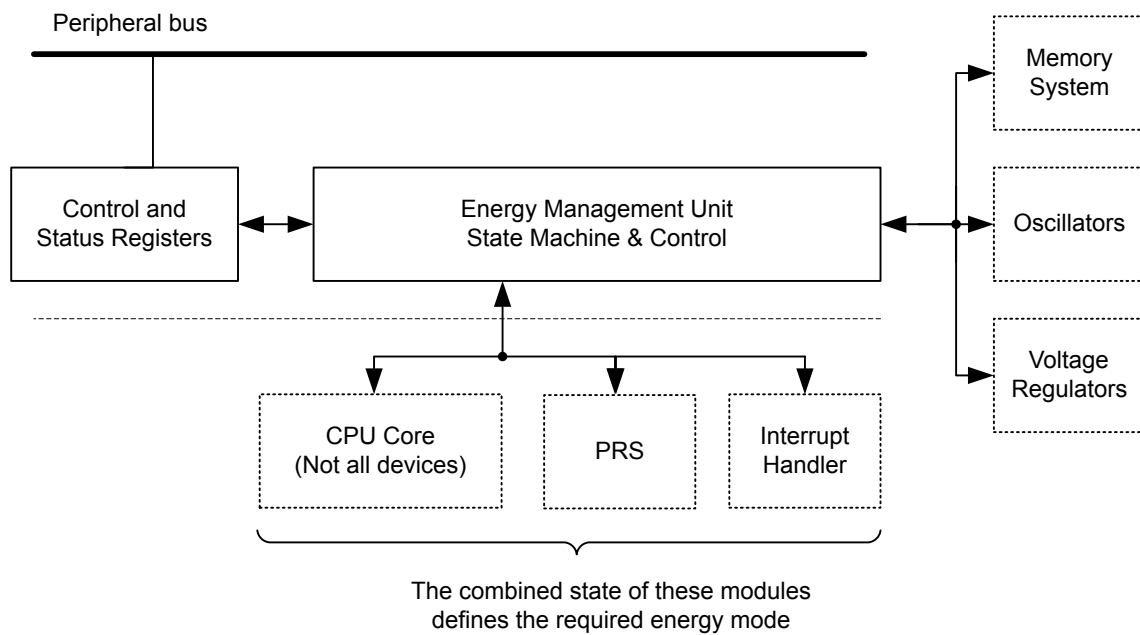 Peripheral bus
Memory
System
Control and
Status Registers
Energy Management Unit
State Machine & Control
Oscillators
Voltage
Regulators
CPU Core
(Not all devices)
PRS
Interrupt
Handler
The combined state of these modules
defines the required energy mode